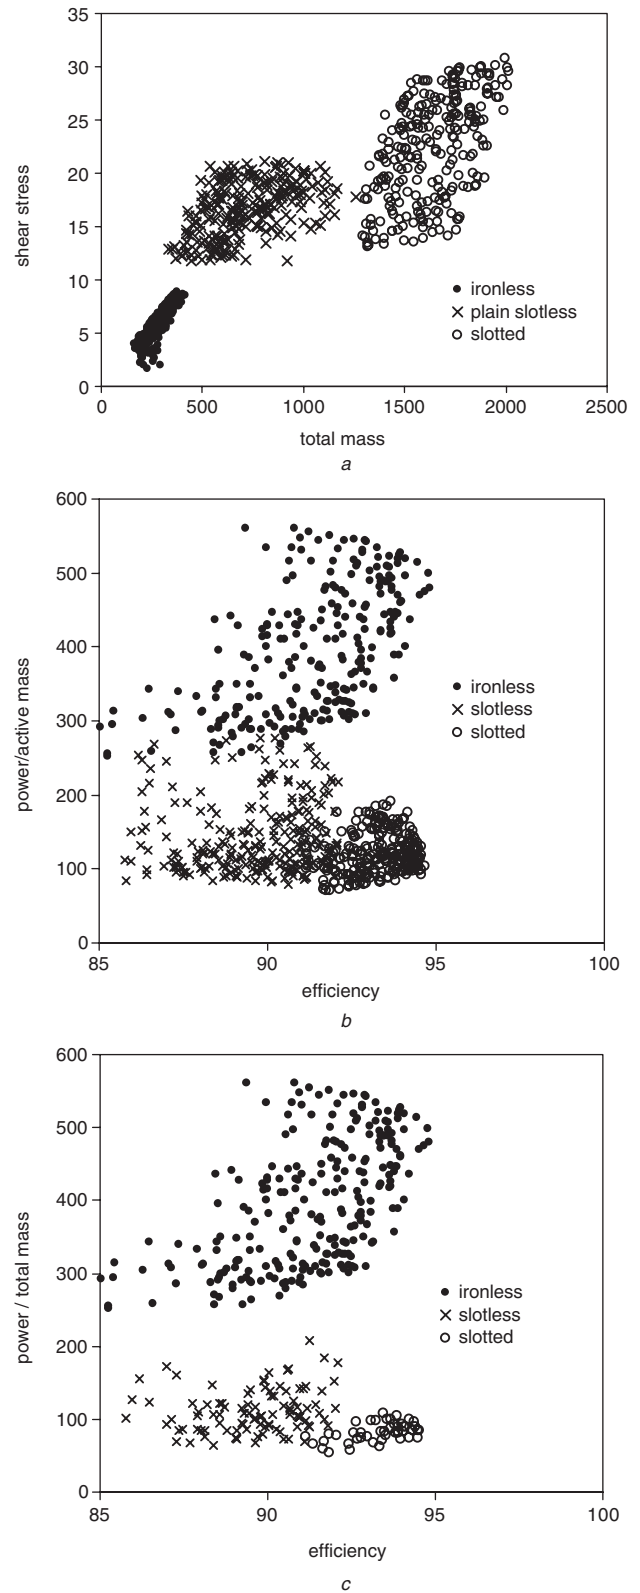 35
30
25
20
15
10
5
0
shear stress
ironless
plain slotless
slotted
0 500 1000 1500 2000 2500
total mass
a
600
500
400
300
200
100
0
power/active mass
ironless
slotless
slotted
85 90 95 100
efficiency
b
600
500
400
300
200
100
0
power / total mass
ironless
slotless
slotted
85 90 95 100
efficiency
c